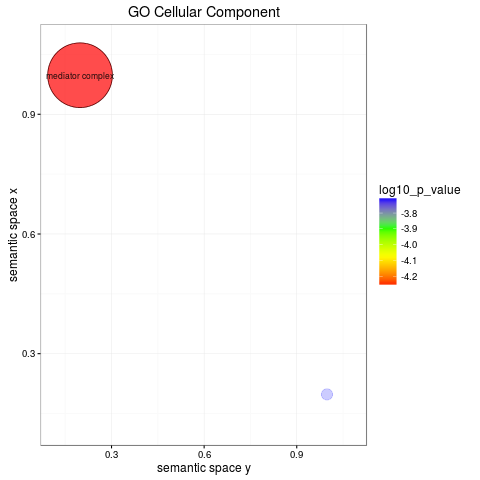 GO Cellular Component
mediator complex
0.9
0.6
0.3
semantic space x
0.3 0.6 0.9
semantic space y
log10_p_value
-3.8
-3.9
-4.0
-4.1
-4.2